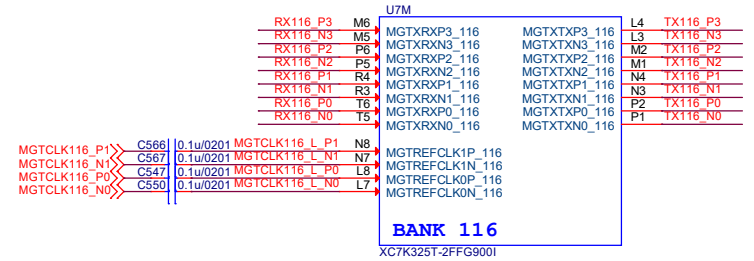 U7M
RX116_P3 M6 MGTXRXP3_116 MGTXTXP3_116 L4 TX116_P3
RX116_N3 M5 MGTXRXN3_116 MGTXTXN3_116 L3 TX116_N3
RX116_P2 P6 MGTXRXP2_116 MGTXTXP2_116 M2 TX116_P2
RX116_N2 P5 MGTXRXN2_116 MGTXTXN2_116 M1 TX116_N2
RX116_P1 R4 MGTXRXP1_116 MGTXTXP1_116 N4 TX116_P1
RX116_N1 R3 MGTXRXN1_116 MGTXTXN1_116 N3 TX116_N1
RX116_P0 T6 MGTXRXP0_116 MGTXTXP0_116 P2 TX116_P0
RX116_N0 T5 MGTXRXN0_116 MGTXTXN0_116 P1 TX116_N0
MGTCLK116_P1 C566 0.1u/0201 MGTCLK116_L_P1 N8 MGTREFCLK1P_116
MGTCLK116_N1 C567 0.1u/0201 MGTCLK116_L_N1 N7 MGTREFCLK1N_116
MGTCLK116_P0 C547 0.1u/0201 MGTCLK116_L_P0 L8 MGTREFCLK0P_116
MGTCLK116_N0 C550 0.1u/0201 MGTCLK116_L_N0 L7 MGTREFCLK0N_116
BANK 116
XC7K325T-2FFG900I